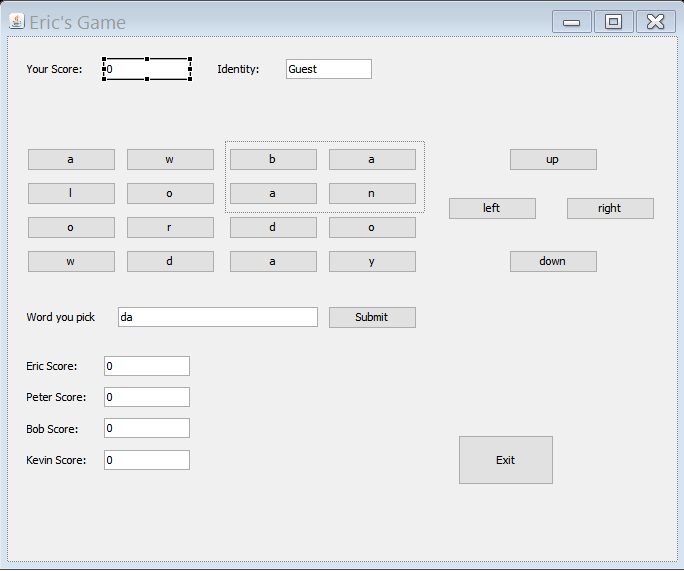 Eric's Game
Your Score: 0 Identity: Guest
a w b a up
l o a n
left right
o r d o
w d a y down
Word you pick da Submit
Eric Score: 0
Peter Score: 0
Bob Score: 0
Kevin Score: 0
Exit